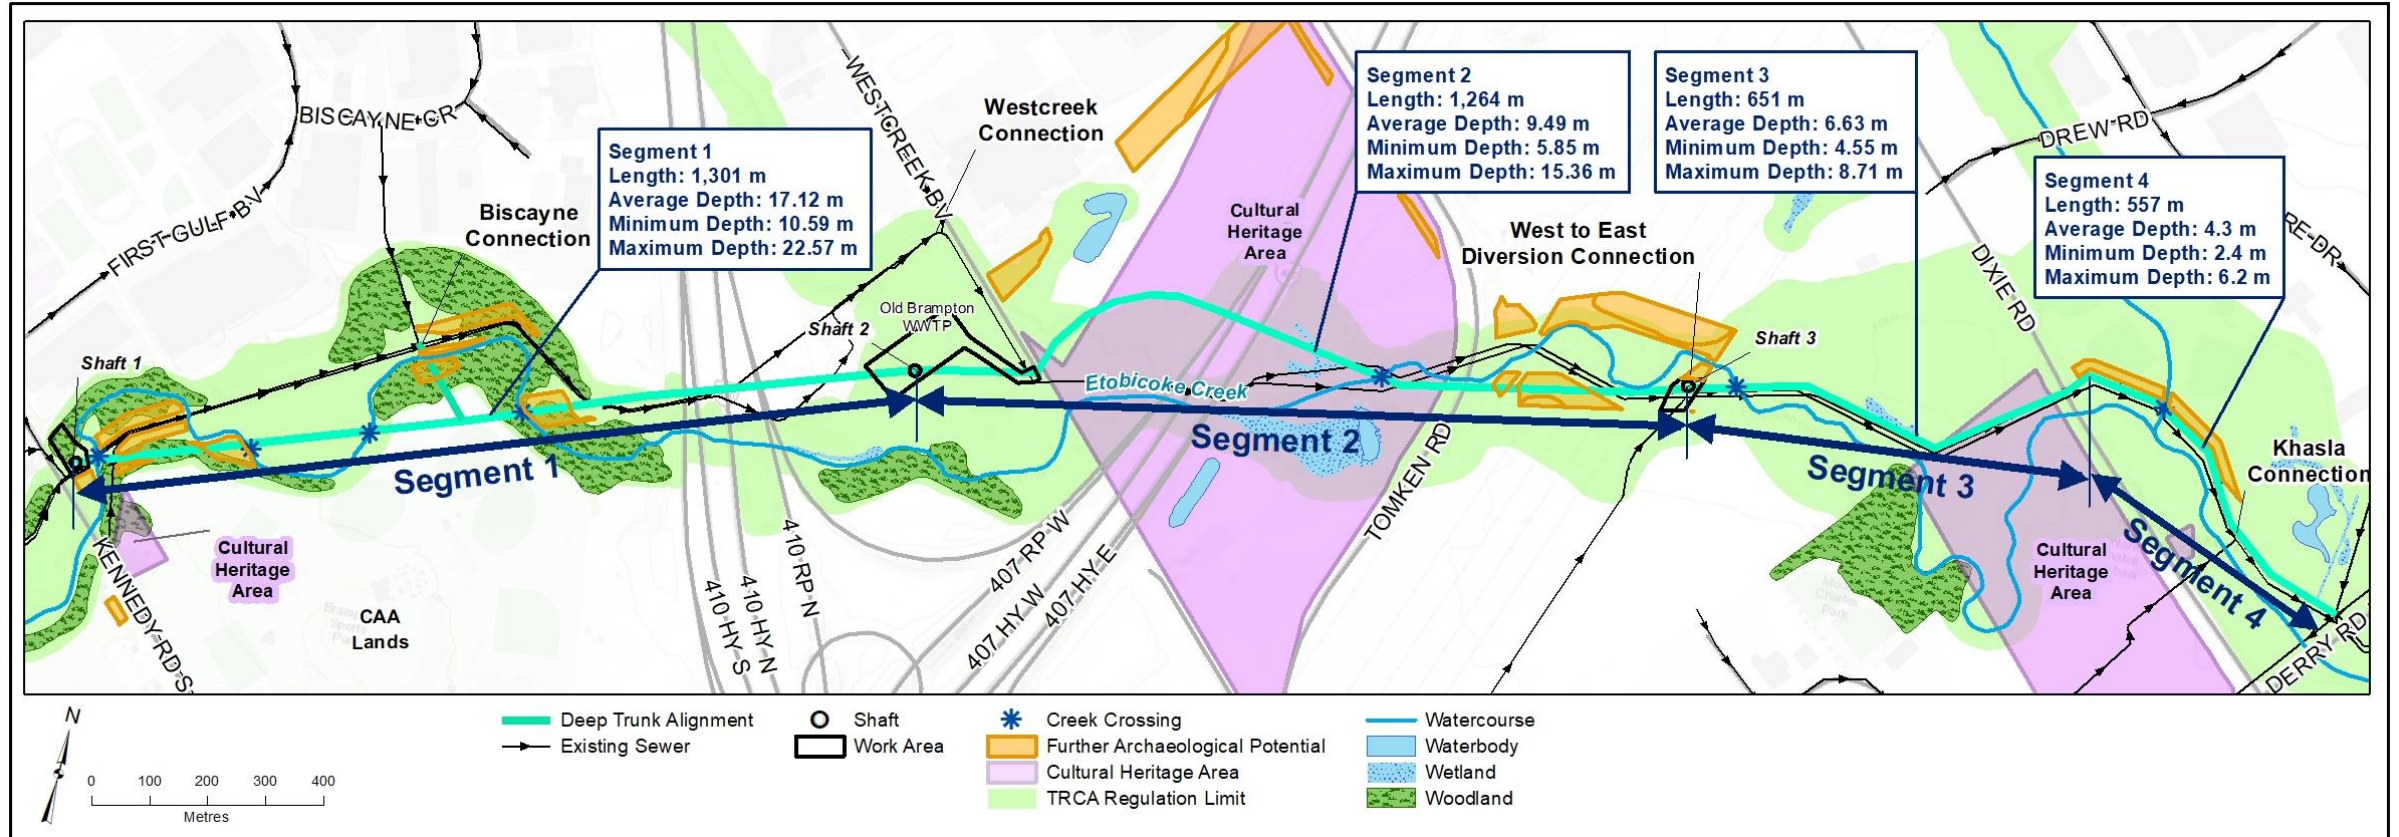 BISCAYNE CR
FIRST GULF BV
WESTCREEK BV
Westcreek
Connection
Segment 1
Length: 1,301 m
Average Depth: 17.12 m
Minimum Depth: 10.59 m
Maximum Depth: 22.57 m
Segment 2
Length: 1,264 m
Average Depth: 9.49 m
Minimum Depth: 5.85 m
Maximum Depth: 15.36 m
Segment 3
Length: 651 m
Average Depth: 6.63 m
Minimum Depth: 4.55 m
Maximum Depth: 8.71 m
DREW RD
Segment 4
Length: 557 m
Average Depth: 4.3 m
Minimum Depth: 2.4 m
Maximum Depth: 6.2 m
RE DR
Biscayne
Connection
Cultural
Heritage
Area
West to East
Diversion Connection
DIXIE RD
Old Brampton
WWTP
Shaft 1
Shaft 2
Shaft 3
Etobicoke Creek
Segment 1
Segment 2
Segment 3
Segment 4
Khasla
Connection
TOMKEN RD
KENNEDY RD S
Cultural
Heritage
Area
CAA
Lands
410 HY S
410 HY N
410 RP N
407 RP W
407 HY W
407 HY E
Cultural
Heritage
Area
DERRY RD
N
0 100 200 300 400
Metres
Deep Trunk Alignment
Existing Sewer
Shaft
Work Area
Creek Crossing
Further Archaeological Potential
Cultural Heritage Area
TRCA Regulation Limit
Watercourse
Waterbody
Wetland
Woodland